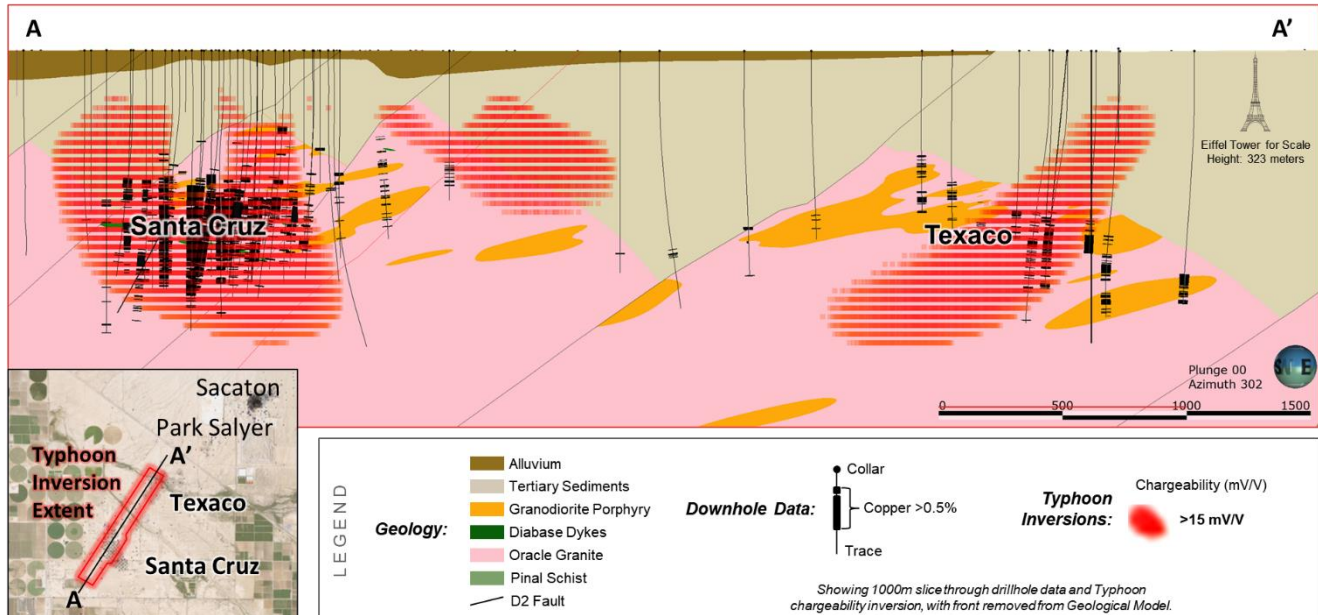 A
A'
Eiffel Tower for Scale
Height: 323 meters
Santa Cruz
Texaco
Plunge 00
Azimuth 302
0 500 1000 1500
Sacaton
Park Salyer
A'
Typhoon
Inversion
Extent
Texaco
Santa Cruz
A
LEGEND
Geology:
Alluvium
Tertiary Sediments
Granodiorite Porphyry
Diabase Dykes
Oracle Granite
Pinal Schist
D2 Fault
Downhole Data:
Collar
Copper >0.5%
Trace
Typhoon
Inversions:
Chargeability (mV/V)
>15 mV/V
Showing 1000m slice through drillhole data and Typhoon
chargeability inversion, with front removed from Geological Model.